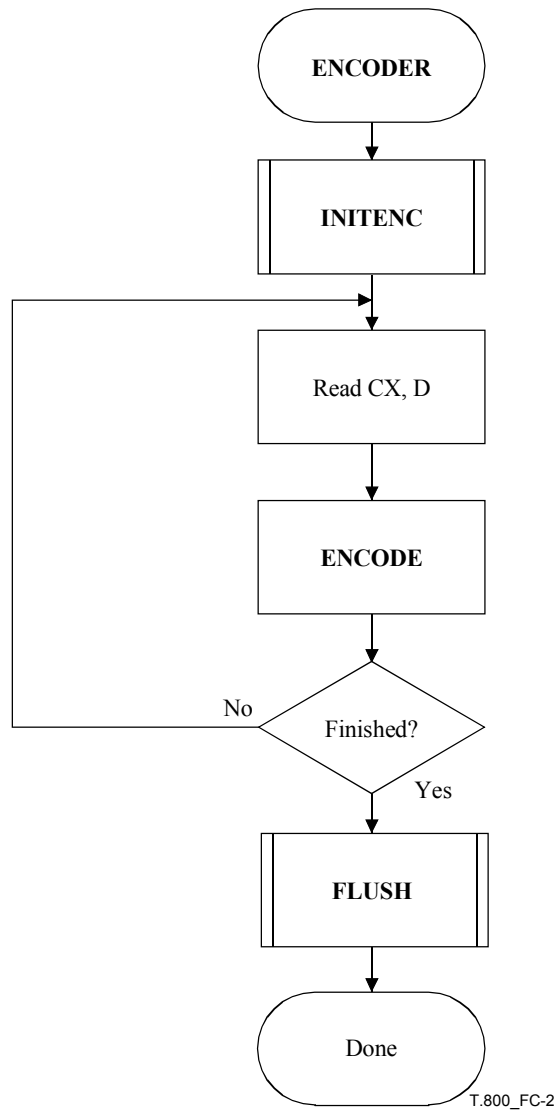 ENCODER
INITENC
Read CX, D
ENCODE
No
Finished?
Yes
FLUSH
Done
T.800_FC-2